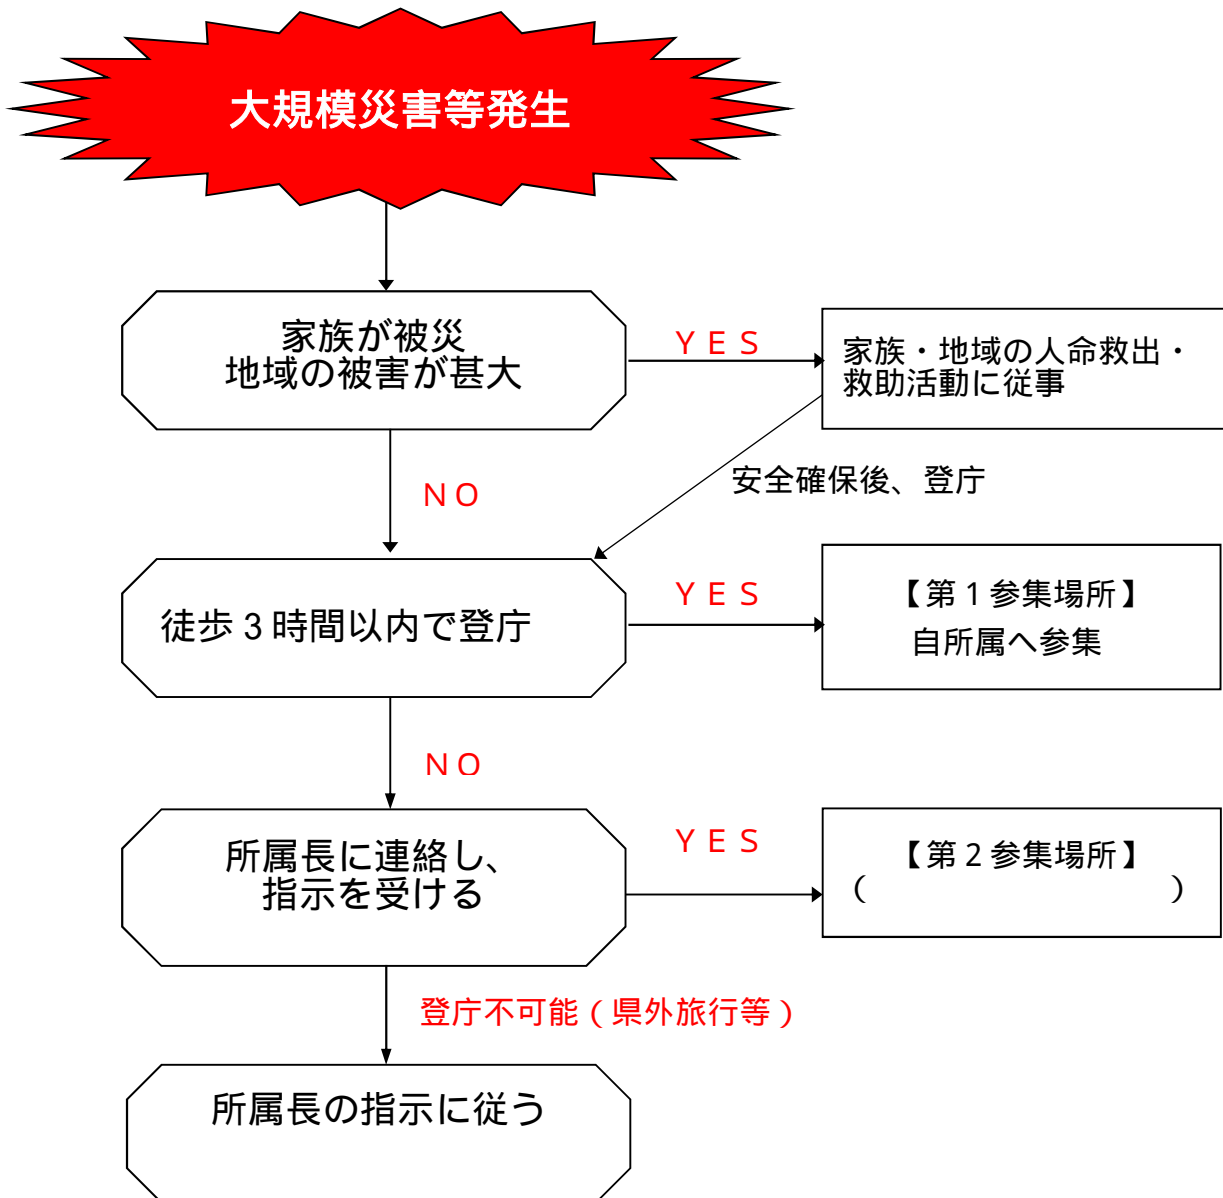 大規模災害等発生
家族が被災
地域の被害が甚大
ＹＥＳ
家族・地域の人命救出・
救助活動に従事
安全確保後、登庁
ＮＯ
徒歩３時間以内で登庁
ＹＥＳ
【第１参集場所】
自所属へ参集
ＮＯ
所属長に連絡し、
指示を受ける
ＹＥＳ
【第２参集場所】
（　　　　　　　　　　）
登庁不可能（県外旅行等）
所属長の指示に従う